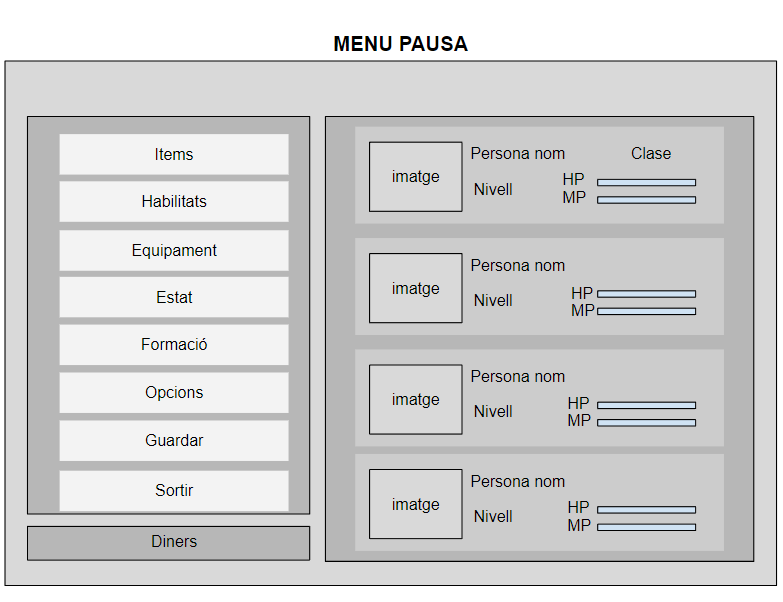 MENU PAUSA
Items
Habilitats
Equipament
Estat
Formació
Opcions
Guardar
Sortir
Diners
imatge
Persona nom
Clase
Nivell
HP
MP
imatge
Persona nom
Nivell
HP
MP
imatge
Persona nom
Nivell
HP
MP
imatge
Persona nom
Nivell
HP
MP